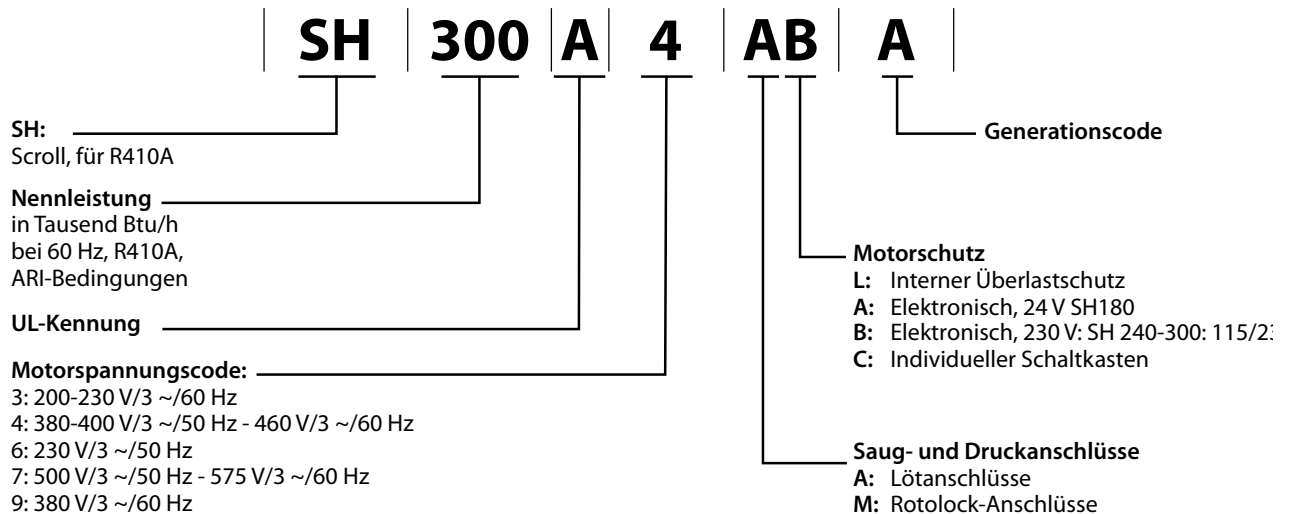 SH 300 A 4 AB A
SH:
Scroll, für R410A
Nennleistung
in Tausend Btu/h
bei 60 Hz, R410A,
ARI-Bedingungen
UL-Kennung
Motorspannungscode:
3: 200-230 V/3 ~/60 Hz
4: 380-400 V/3 ~/50 Hz - 460 V/3 ~/60 Hz
6: 230 V/3 ~/50 Hz
7: 500 V/3 ~/50 Hz - 575 V/3 ~/60 Hz
9: 380 V/3 ~/60 Hz
Generationscode
Motorschutz
L: Interner Überlastschutz
A: Elektronisch, 24 V SH180
B: Elektronisch, 230 V: SH 240-300:
C: Individueller Schaltkasten
Saug- und Druckanschlüsse
A: Lötanschlüsse
M: Rotolock-Anschlüsse